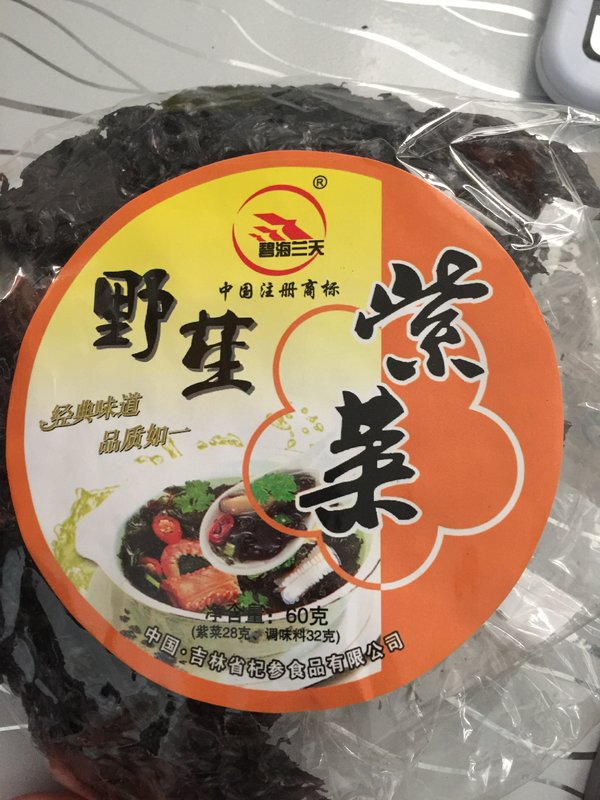 ®
碧海兰天
中国注册商标
野苼
紫菜
经典味道
品质如一
净含量：60克
(紫菜28克、调味料32克)
中国·吉林省杞参食品有限公司